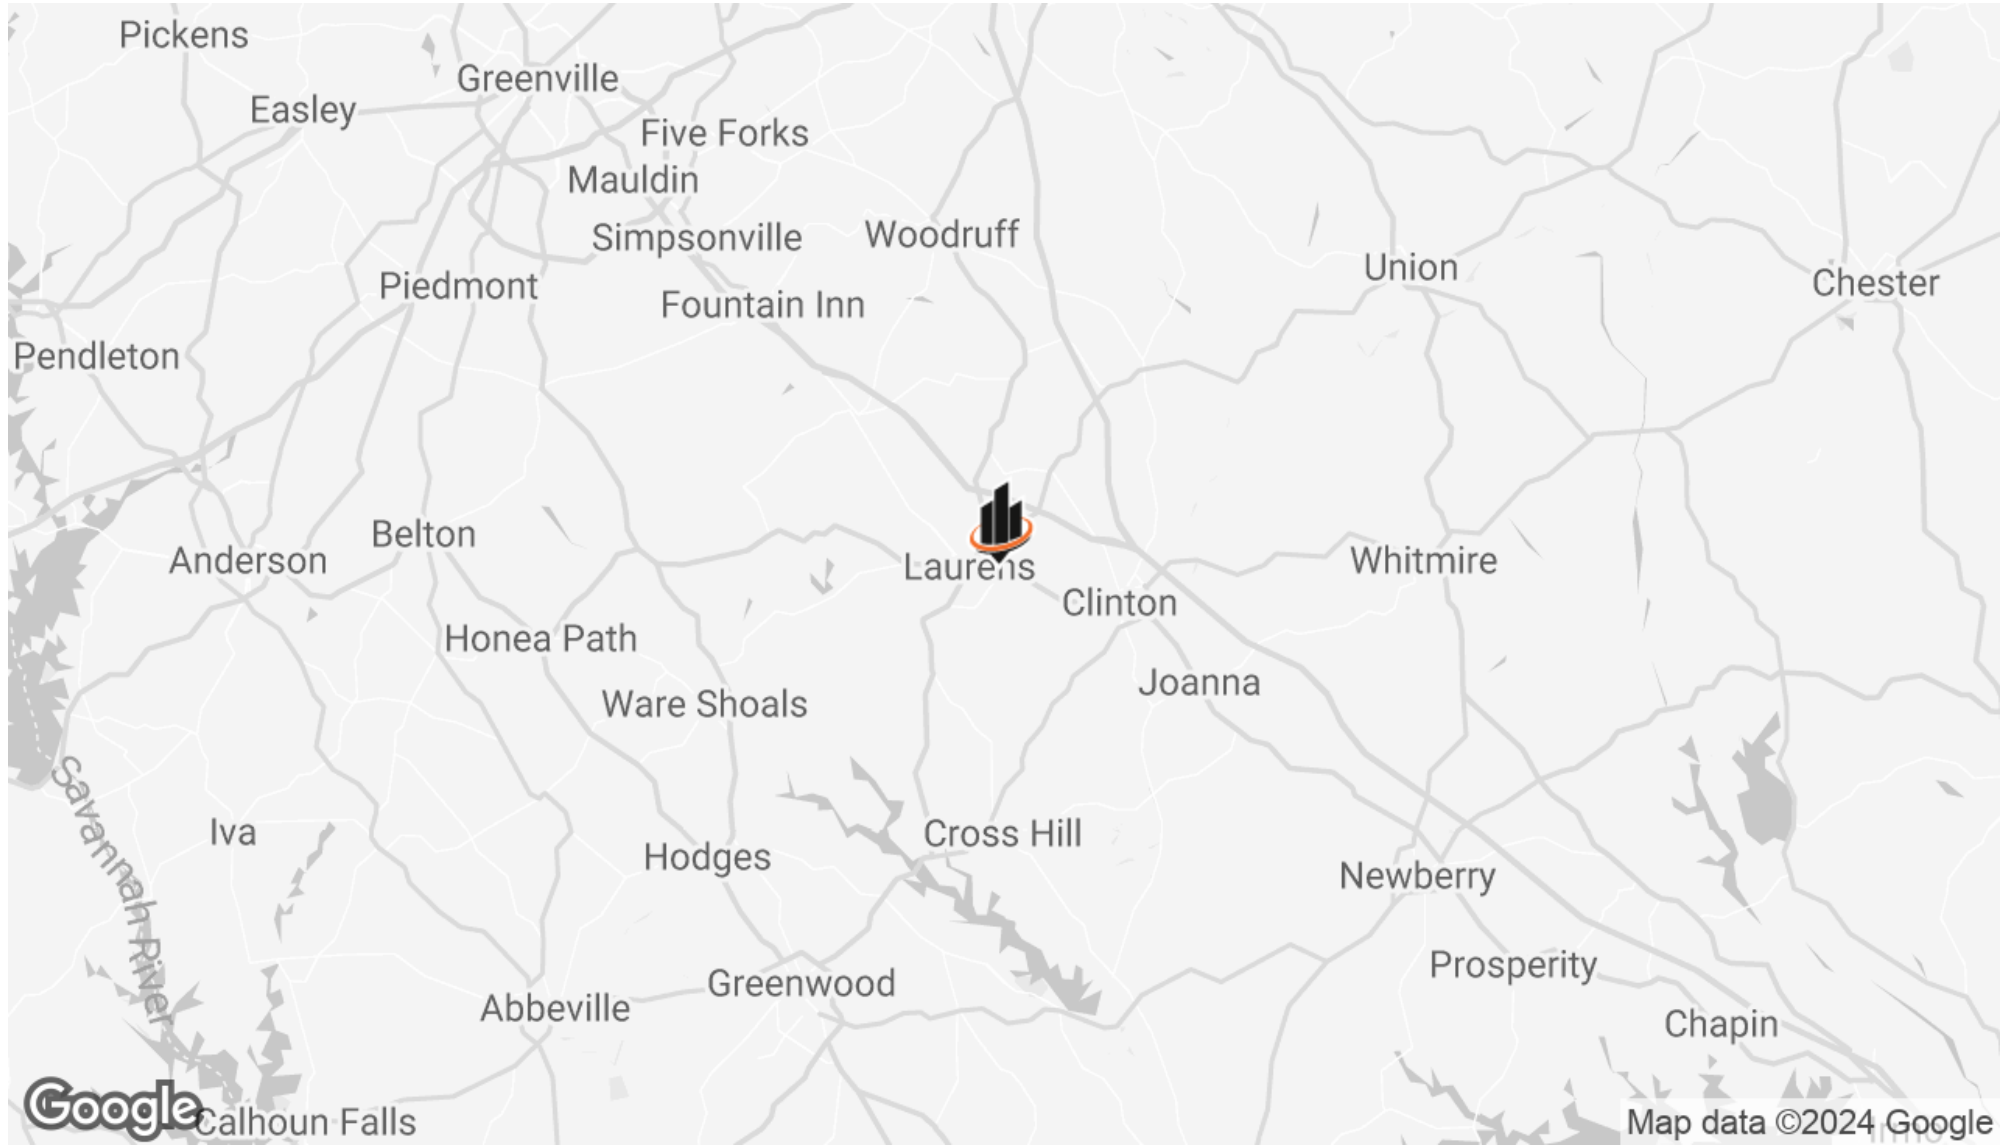 Pickens
Greenville
Easley
Five Forks
Mauldin
Simpsonville
Woodruff
Union
Chester
Piedmont
Fountain Inn
Pendleton
Belton
Anderson
Laurens
Whitmire
Clinton
Honea Path
Joanna
Ware Shoals
Savannah River
Iva
Cross Hill
Hodges
Newberry
Prosperity
Greenwood
Abbeville
Chapin
Google
Calhoun Falls
Map data ©2024 Google